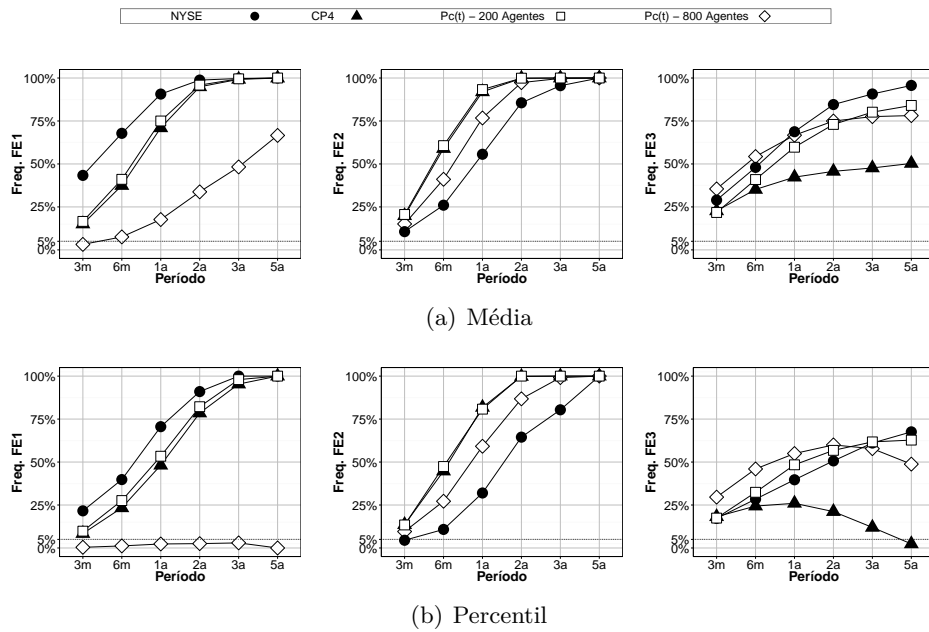 NYSE CP4 Pc(t) − 200 Agentes Pc(t) − 800 Agentes
Freq. FE1
100%
75%
50%
25%
5%
0%
3m 6m 1a 2a 3a 5a
Período
Freq. FE2
100%
75%
50%
25%
5%
0%
3m 6m 1a 2a 3a 5a
Período
Freq. FE3
100%
75%
50%
25%
5%
0%
3m 6m 1a 2a 3a 5a
Período
(a) Média
Freq. FE1
100%
75%
50%
25%
5%
0%
3m 6m 1a 2a 3a 5a
Período
Freq. FE2
100%
75%
50%
25%
5%
0%
3m 6m 1a 2a 3a 5a
Período
Freq. FE3
100%
75%
50%
25%
5%
0%
3m 6m 1a 2a 3a 5a
Período
(b) Percentil